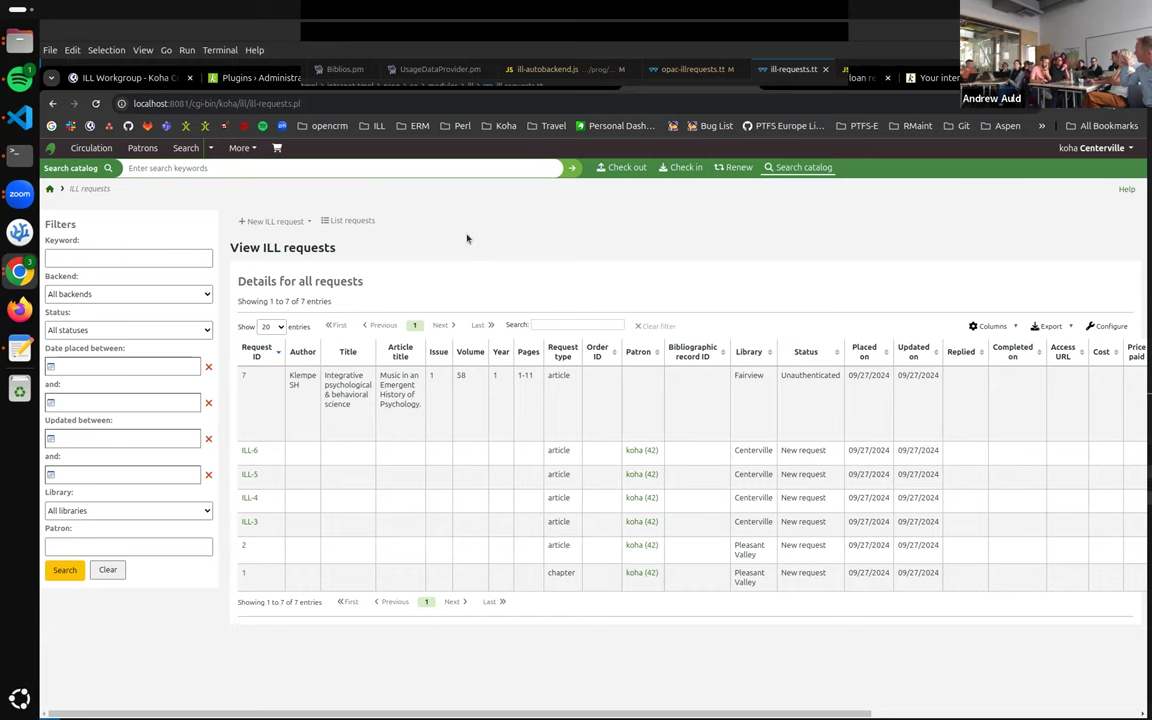 File Edit Selection View Go Run Terminal Help
Biblios.pm UsageDataProvider.pm ill-autobackend.js .../prog/... M opac-illrequests.tt M ill-requests.tt
ILL Workgroup - Koha C Plugins › Administra loan re Your inter
localhost:8081/cgi-bin/koha/ill/ill-requests.pl
opencrm ILL ERM Perl Koha Travel Personal Dash... Bug List PTFS Europe Li... PTFS-E RMaint Git Aspen » All Bookmarks
Andrew Auld
Circulation Patrons Search More koha Centerville
Search catalog Enter search keywords Check out Check in Renew Search catalog
ILL requests Help
Filters
Keyword:
Backend:
All backends
Status:
All statuses
Date placed between:
and:
Updated between:
and:
Library:
All libraries
Patron:
Search Clear
New ILL request List requests
View ILL requests
Details for all requests
Showing 1 to 7 of 7 entries
Show 20 entries First Previous 1 Next Last Search: Clear filter Columns Export Configure
Request ID Author Title Article title Issue Volume Year Pages Request type Order ID Patron Bibliographic record ID Library Status Placed on Updated on Replied Completed on Access URL Cost Price paid
7 Klempe SH Integrative psychological & behavioral science Music in an Emergent History of Psychology. 1 58 1 1-11 article Fairview Unauthenticated 09/27/2024 09/27/2024
ILL-6 article koha (42) Centerville New request 09/27/2024 09/27/2024
ILL-5 article koha (42) Centerville New request 09/27/2024 09/27/2024
ILL-4 article koha (42) Centerville New request 09/27/2024 09/27/2024
ILL-3 article koha (42) Centerville New request 09/27/2024 09/27/2024
2 article koha (42) Pleasant Valley New request 09/27/2024 09/27/2024
1 chapter koha (42) Pleasant Valley New request 09/27/2024 09/27/2024
Showing 1 to 7 of 7 entries First Previous 1 Next Last